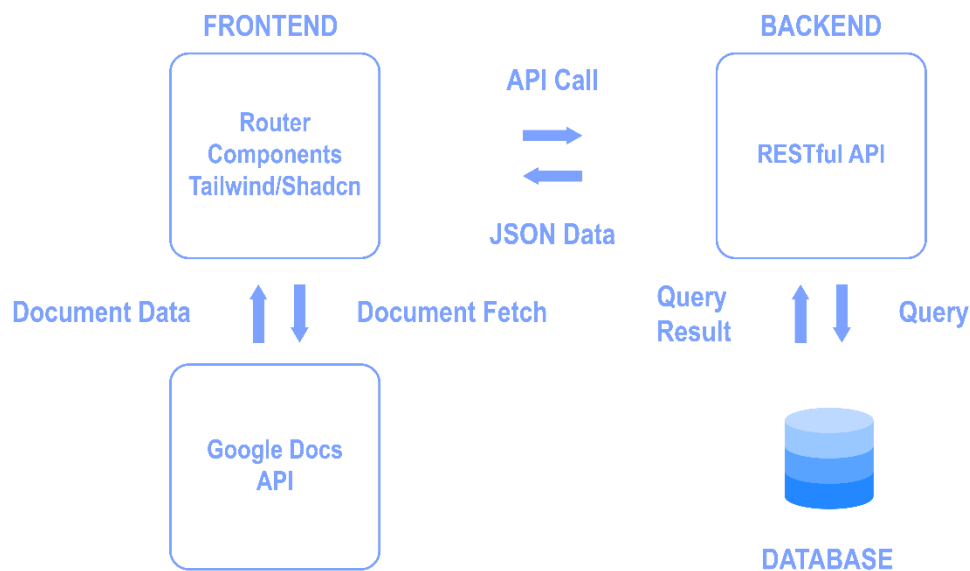 FRONTEND
BACKEND
Router
Components
Tailwind/Shadcn
API Call
JSON Data
RESTful API
Document Data
Document Fetch
Query
Result
Query
Google Docs
API
DATABASE